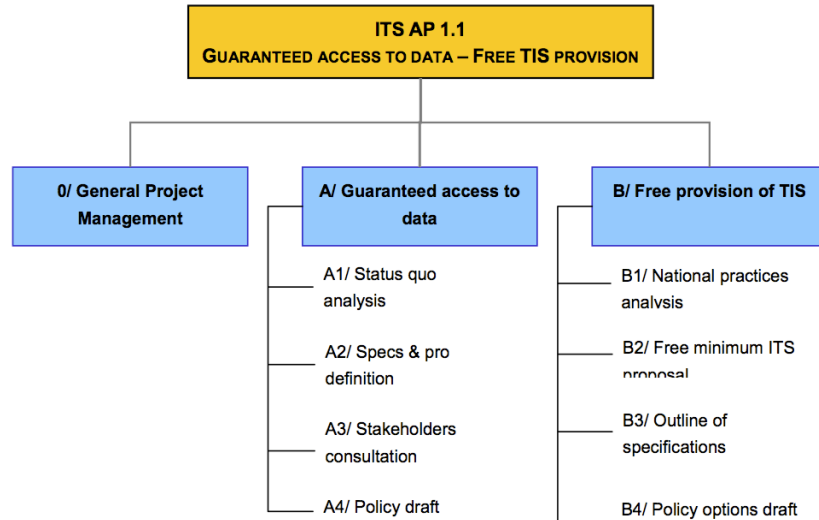 ITS AP 1.1
GUARANTEED ACCESS TO DATA – FREE TIS PROVISION
0/ General Project
Management
A/ Guaranteed access to
data
B/ Free provision of TIS
A1/ Status quo
analysis
A2/ Specs & pro
definition
A3/ Stakeholders
consultation
A4/ Policy draft
B1/ National practices
analysis
B2/ Free minimum ITS
proposal
B3/ Outline of
specifications
B4/ Policy options draft